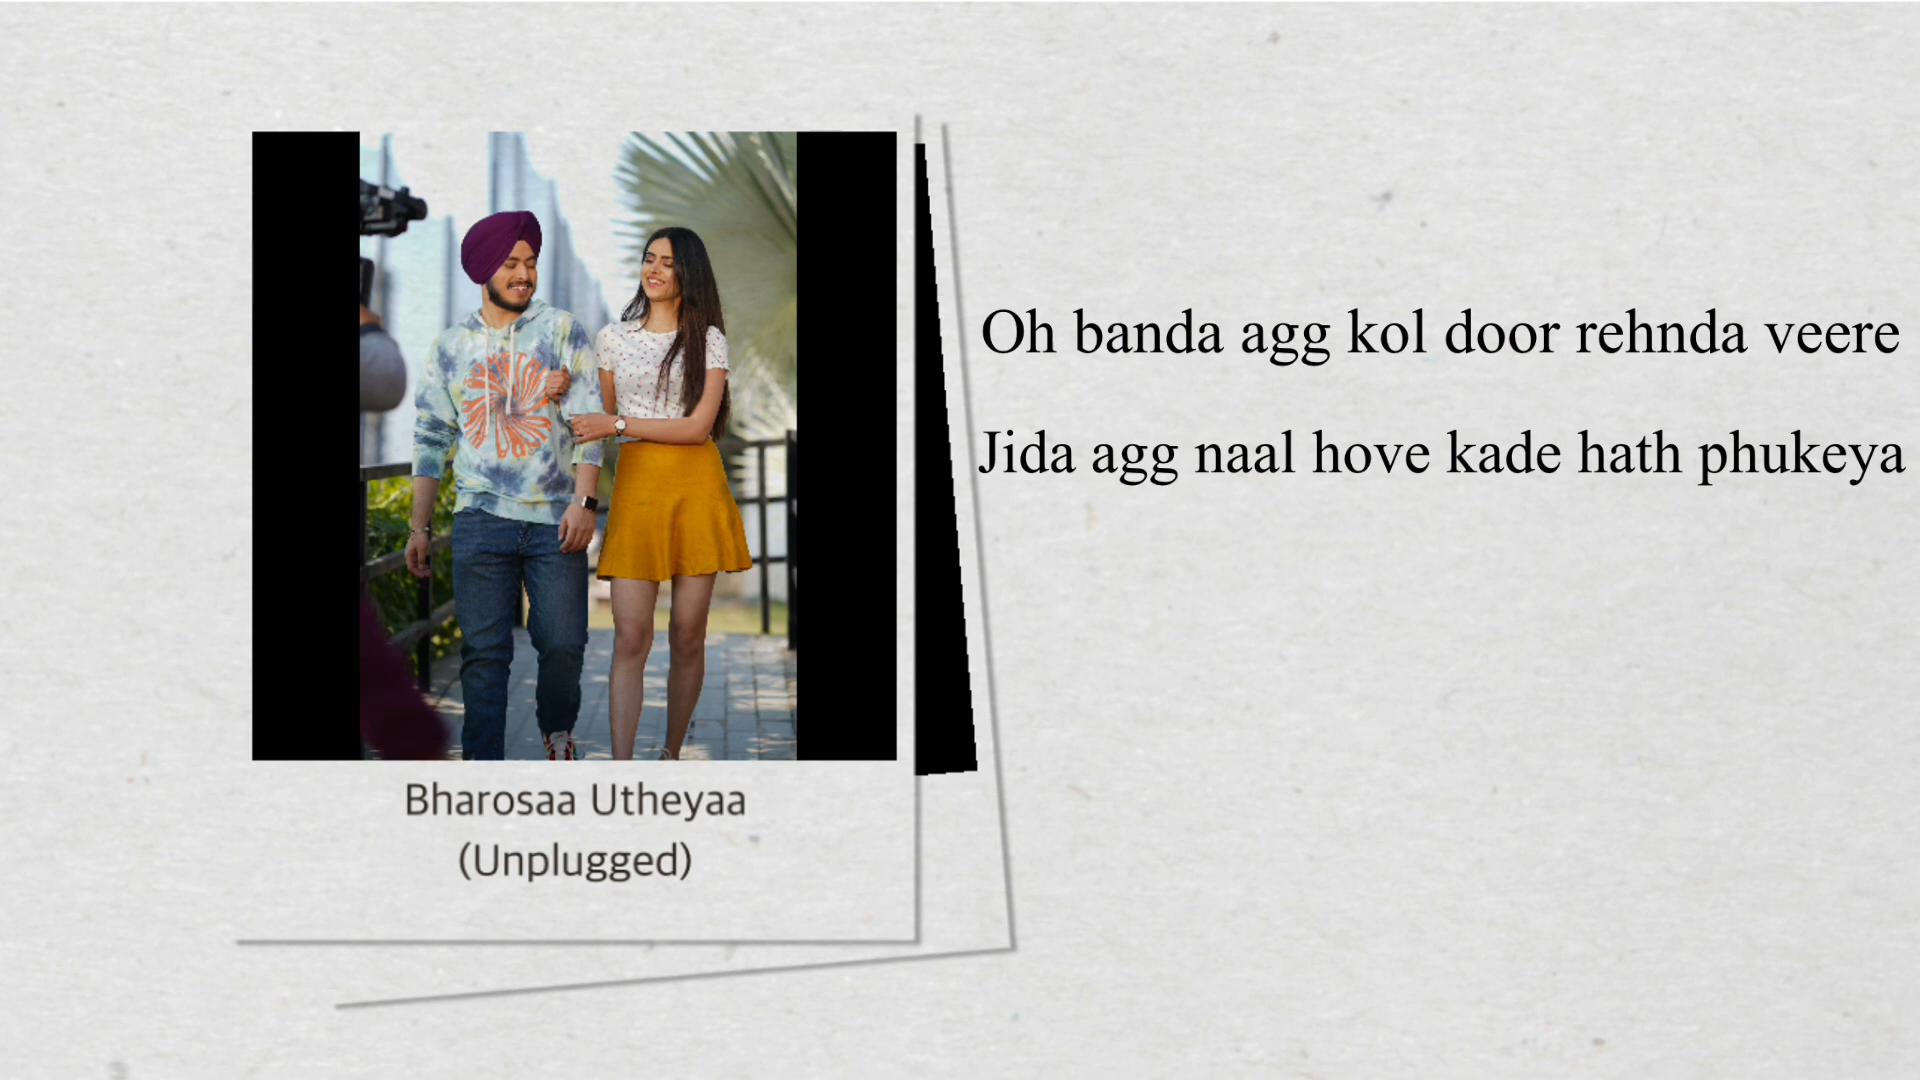 Oh banda agg kol door rehnda veere
Jida agg naal hove kade hath phukeya
Bharosaa Utheyaa
(Unplugged)